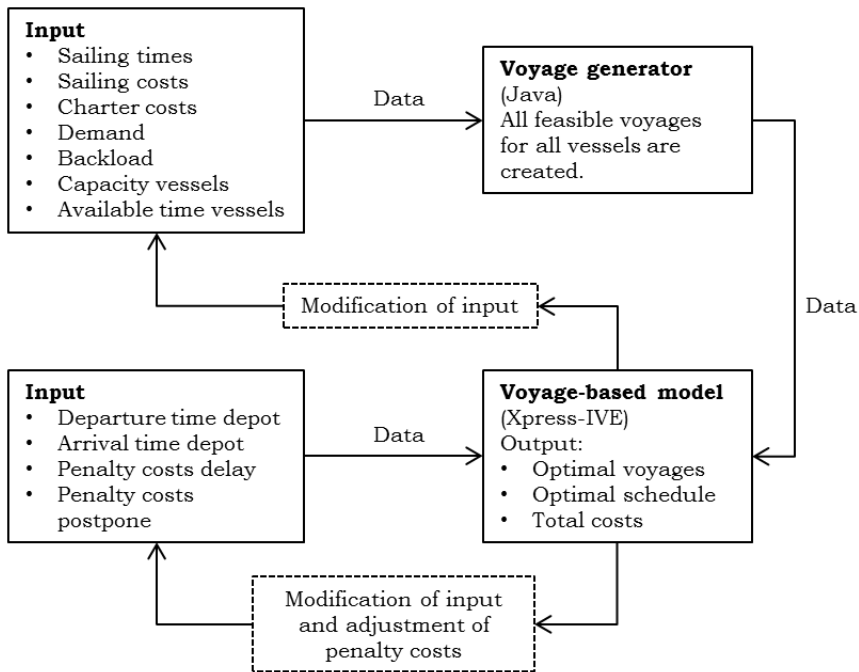 Input
• Sailing times
• Sailing costs
• Charter costs
• Demand
• Backload
• Capacity vessels
• Available time vessels
Data
Voyage generator
(Java)
All feasible voyages
for all vessels are
created.
Modification of input
Data
Input
• Departure time depot
• Arrival time depot
• Penalty costs delay
• Penalty costs
postpone
Data
Voyage-based model
(Xpress-IVE)
Output:
• Optimal voyages
• Optimal schedule
• Total costs
Modification of input
and adjustment of
penalty costs